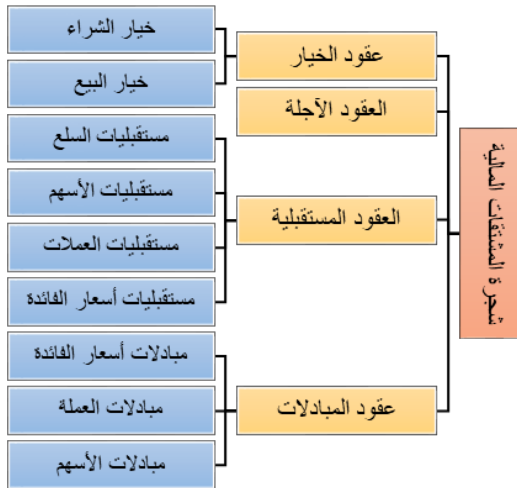 شجرة المشتقات المالية
عقود الخيار
خيار الشراء
خيار البيع
العقود الآجلة
العقود المستقبلية
مستقبليات السلع
مستقبليات الأسهم
مستقبليات العملات
مستقبليات أسعار الفائدة
عقود المبادلات
مبادلات أسعار الفائدة
مبادلات العملة
مبادلات الأسهم